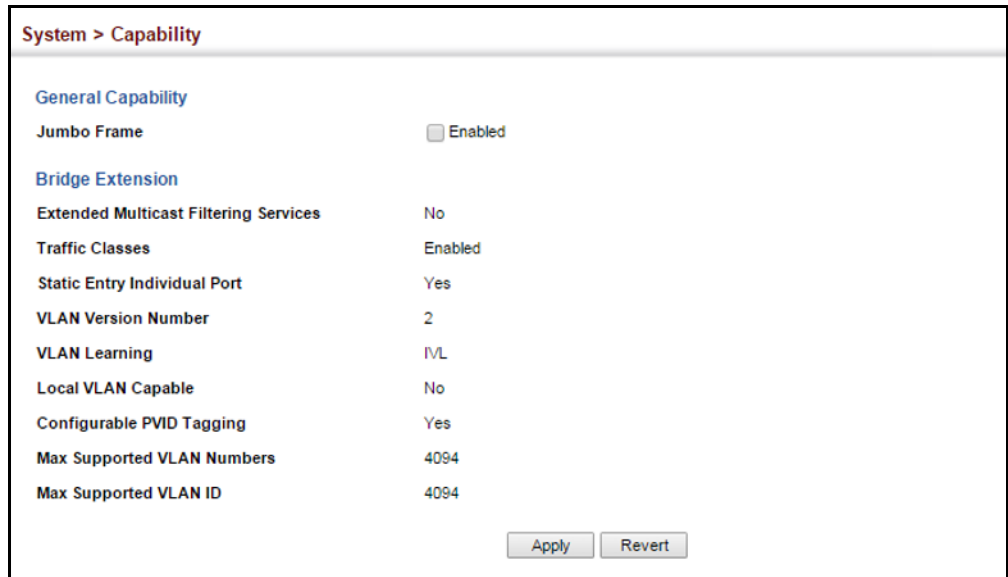 System > Capability
General Capability
Jumbo Frame Enabled
Bridge Extension
Extended Multicast Filtering Services No
Traffic Classes Enabled
Static Entry Individual Port Yes
VLAN Version Number 2
VLAN Learning IVL
Local VLAN Capable No
Configurable PVID Tagging Yes
Max Supported VLAN Numbers 4094
Max Supported VLAN ID 4094
Apply Revert